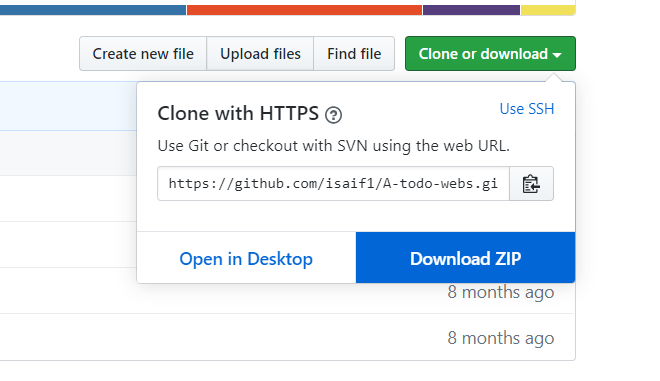 Create new file Upload files Find file Clone or download
Clone with HTTPS ?
Use SSH
Use Git or checkout with SVN using the web URL.
https://github.com/isaif1/A-todo-webs.gi
Open in Desktop Download ZIP
8 months ago
8 months ago